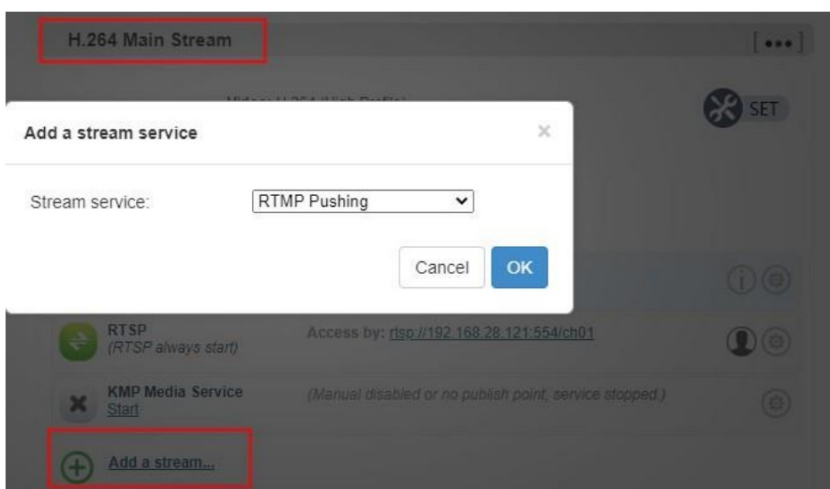 H.264 Main Stream
[•••]
SET
Add a stream service
×
Stream service:
RTMP Pushing
Cancel
OK
RTSP
(RTSP always start)
Access by: rtsp://192.168.28.121:554/ch01
KMP Media Service
Start
(Manual disabled or no publish point, service stopped.)
Add a stream...